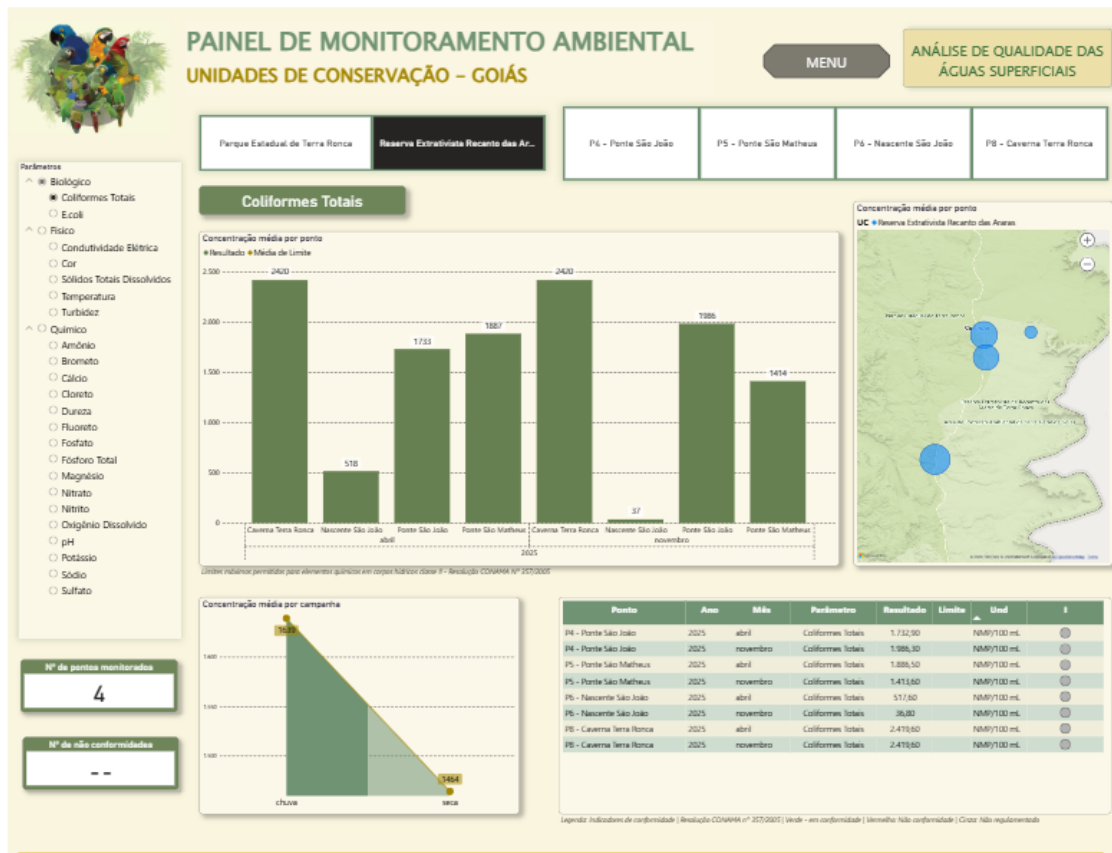 PAINEL DE MONITORAMENTO AMBIENTAL
UNIDADES DE CONSERVAÇÃO – GOIÁS
MENU
ANÁLISE DE QUALIDADE DAS
ÁGUAS SUPERFICIAIS
Parque Estadual de Terra Ronca
Reserva Extrativista Recanto das Ar...
P4 - Ponte São João
P5 - Ponte São Matheus
P6 - Nascente São João
P8 - Caverna Terra Ronca
Parâmetros
Biológico
Coliformes Totais
E.coli
Físico
Condutividade Elétrica
Cor
Sólidos Totais Dissolvidos
Temperatura
Turbidez
Químico
Amônio
Brometo
Cálcio
Cloreto
Dureza
Fluoreto
Fosfato
Fósforo Total
Magnésio
Nitrato
Nitrito
Oxigênio Dissolvido
pH
Potássio
Sódio
Sulfato
Nº de pontos monitorados
4
Nº de não conformidades
--
Coliformes Totais
Concentração média por ponto
Resultado Média de Limite
2.500
2.000
1.500
1.000
500
0
2420
518
1733
1887
2420
37
1986
1414
Caverna Terra Ronca Nascente São João Ponte São João Ponte São Matheus Caverna Terra Ronca Nascente São João Ponte São João Ponte São Matheus
abril novembro
2025
Limites máximos permitidos para elementos químicos em corpos hídricos classe II - Resolução CONAMA Nº 357/2005
Concentração média por ponto
UC Reserva Extrativista Recanto das Araras
Concentração média por campanha
1639
1464
chuva seca
Ponto Ano Mês Parâmetro Resultado Limite Und I
P4 - Ponte São João 2025 abril Coliformes Totais 1.732,90 NMP/100 mL
P4 - Ponte São João 2025 novembro Coliformes Totais 1.986,30 NMP/100 mL
P5 - Ponte São Matheus 2025 abril Coliformes Totais 1.886,50 NMP/100 mL
P5 - Ponte São Matheus 2025 novembro Coliformes Totais 1.413,60 NMP/100 mL
P6 - Nascente São João 2025 abril Coliformes Totais 517,60 NMP/100 mL
P6 - Nascente São João 2025 novembro Coliformes Totais 36,80 NMP/100 mL
P8 - Caverna Terra Ronca 2025 abril Coliformes Totais 2.419,60 NMP/100 mL
P8 - Caverna Terra Ronca 2025 novembro Coliformes Totais 2.419,60 NMP/100 mL
Legenda: Indicadores de conformidade | Resolução CONAMA nº 357/2005 | Verde - em conformidade | Vermelho: Não conformidade | Cinza: Não regulamentado